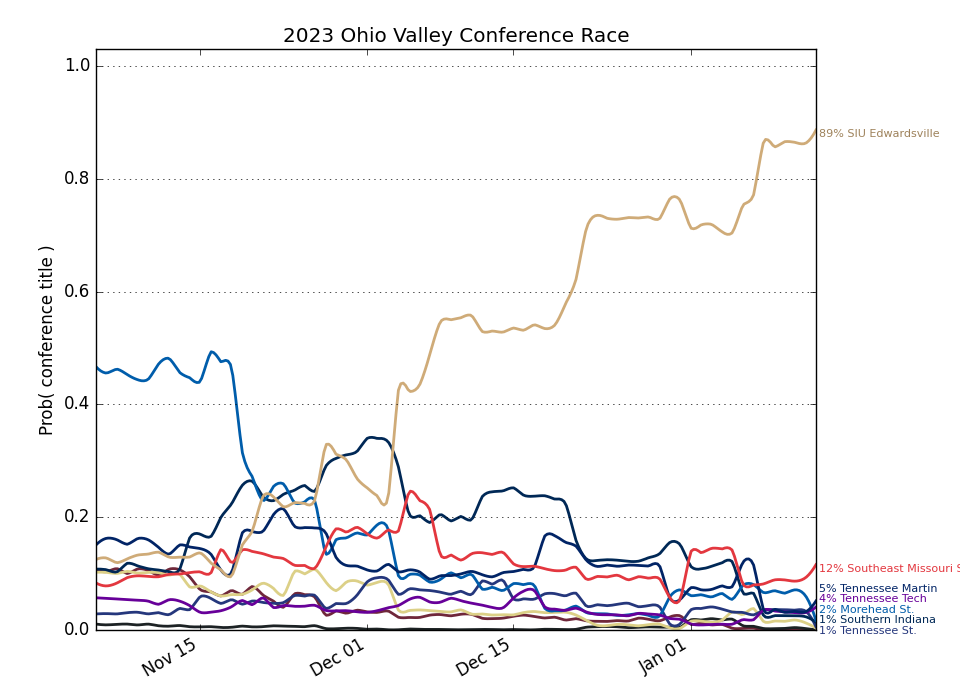 2023 Ohio Valley Conference Race
Prob( conference title )
1.0
0.8
0.6
0.4
0.2
0.0
Nov 15
Dec 01
Dec 15
Jan 01
89% SIU Edwardsville
12% Southeast Missouri S
5% Tennessee Martin
4% Tennessee Tech
2% Morehead St.
1% Southern Indiana
1% Tennessee St.